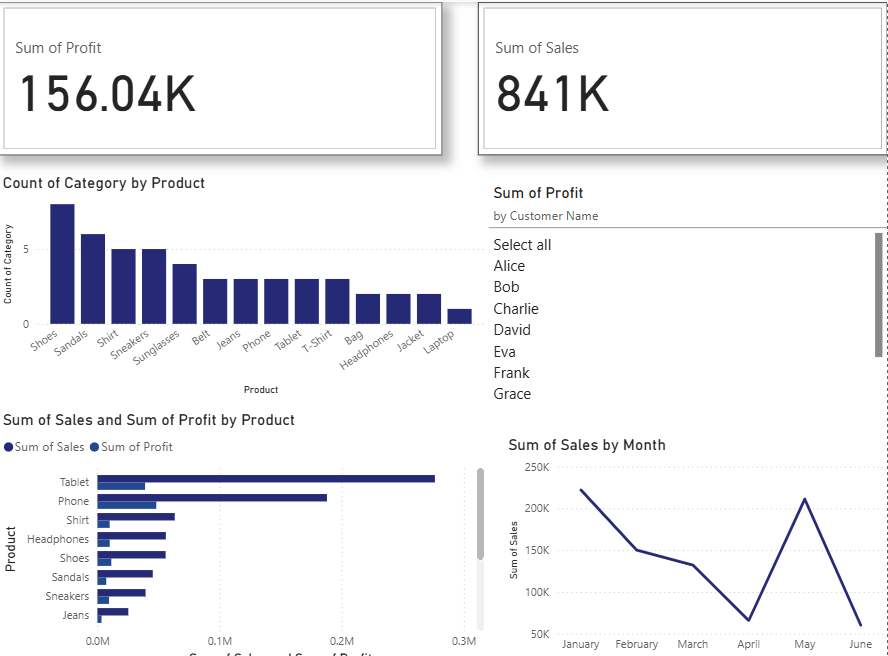 Sum of Profit
156.04K
Sum of Sales
841K
Count of Category by Product
Count of Category
5
0
Shoes
Sandals
Shirt
Sneakers
Sunglasses
Belt
Jeans
Phone
Tablet
T-Shirt
Bag
Headphones
Jacket
Laptop
Product
Sum of Profit
by Customer Name
Select all
Alice
Bob
Charlie
David
Eva
Frank
Grace
Sum of Sales and Sum of Profit by Product
Sum of Sales Sum of Profit
Product
Tablet
Phone
Shirt
Headphones
Shoes
Sandals
Sneakers
Jeans
0.0M 0.1M 0.2M 0.3M
Sum of Sales by Month
Sum of Sales
250K
200K
150K
100K
50K
January February March April May June